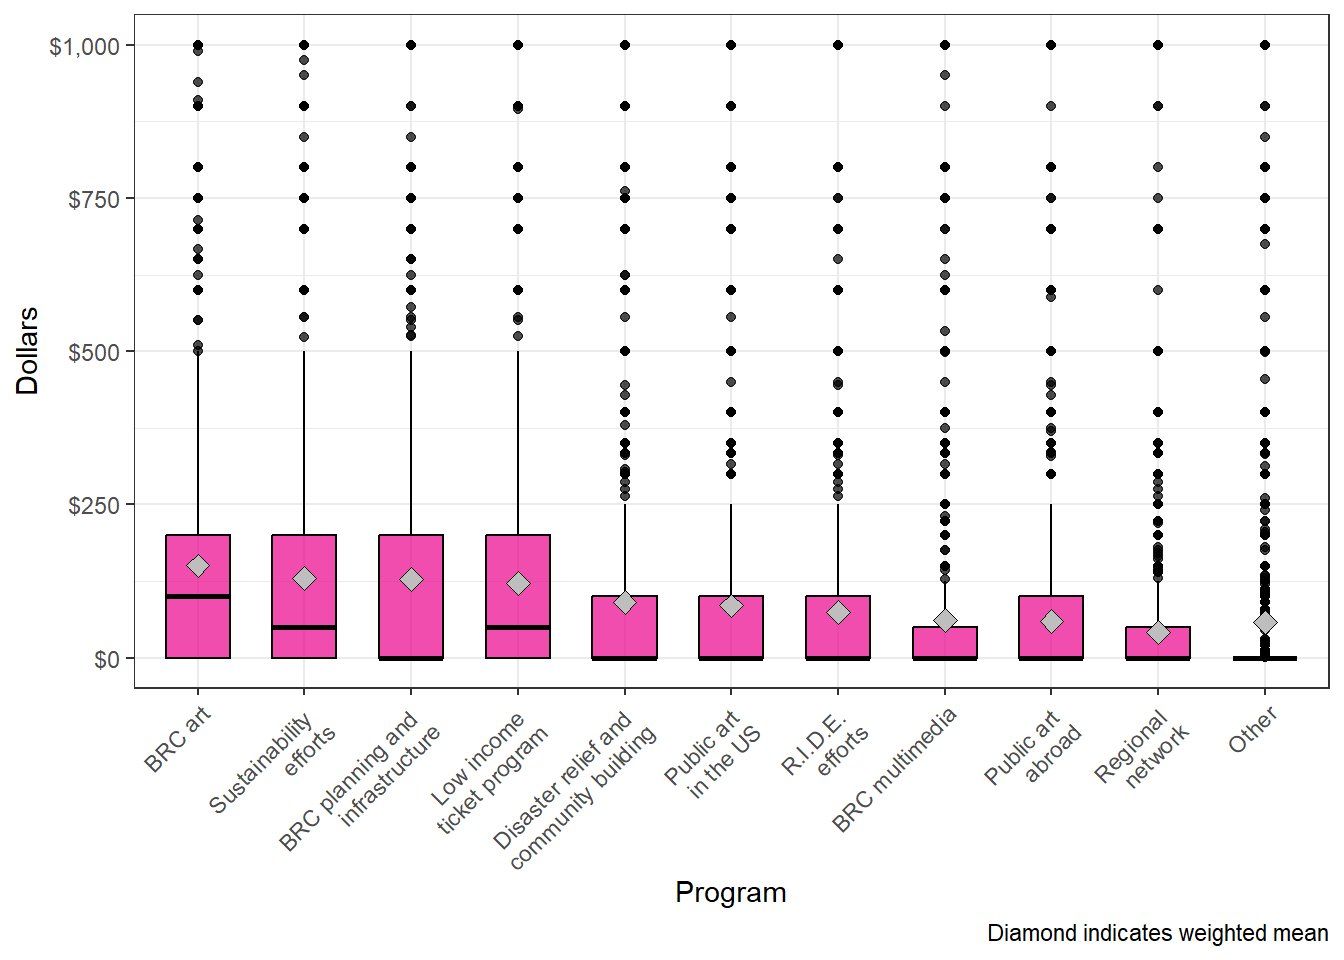 $1,000
$750
$500
$250
$0
Dollars
BRC art
Sustainability
efforts
BRC planning and
infrastructure
Low income
ticket program
Disaster relief and
community building
Public art
in the US
R.I.D.E.
efforts
BRC multimedia
Public art
abroad
Regional
network
Other
Program
Diamond indicates weighted mean